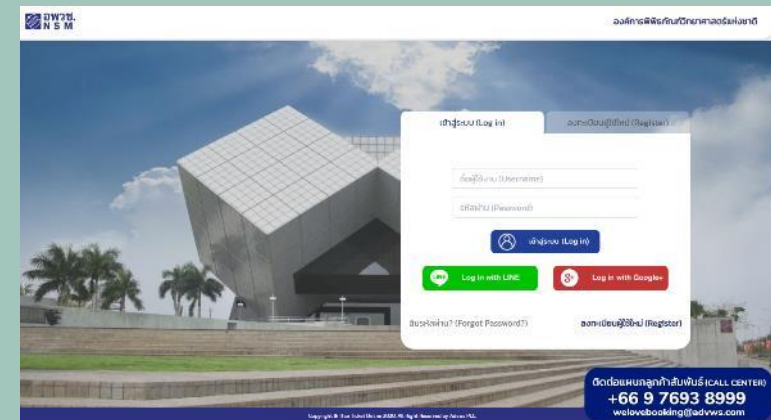 อพวช.
NSM
องค์การพิพิธภัณฑ์วิทยาศาสตร์แห่งชาติ
เข้าสู่ระบบ (Log in)
ลงทะเบียนผู้ใช้ใหม่ (Register)
ชื่อผู้ใช้งาน (Username)
รหัสผ่าน (Password)
เข้าสู่ระบบ (Log in)
LINE Log in with LINE
G+ Log in with Google+
ลืมรหัสผ่าน? (Forgot Password?)
ลงทะเบียนผู้ใช้ใหม่ (Register)
ติดต่อแผนกลูกค้าสัมพันธ์ (CALL CENTER)
+66 9 7693 8999
welovebooking@advws.com